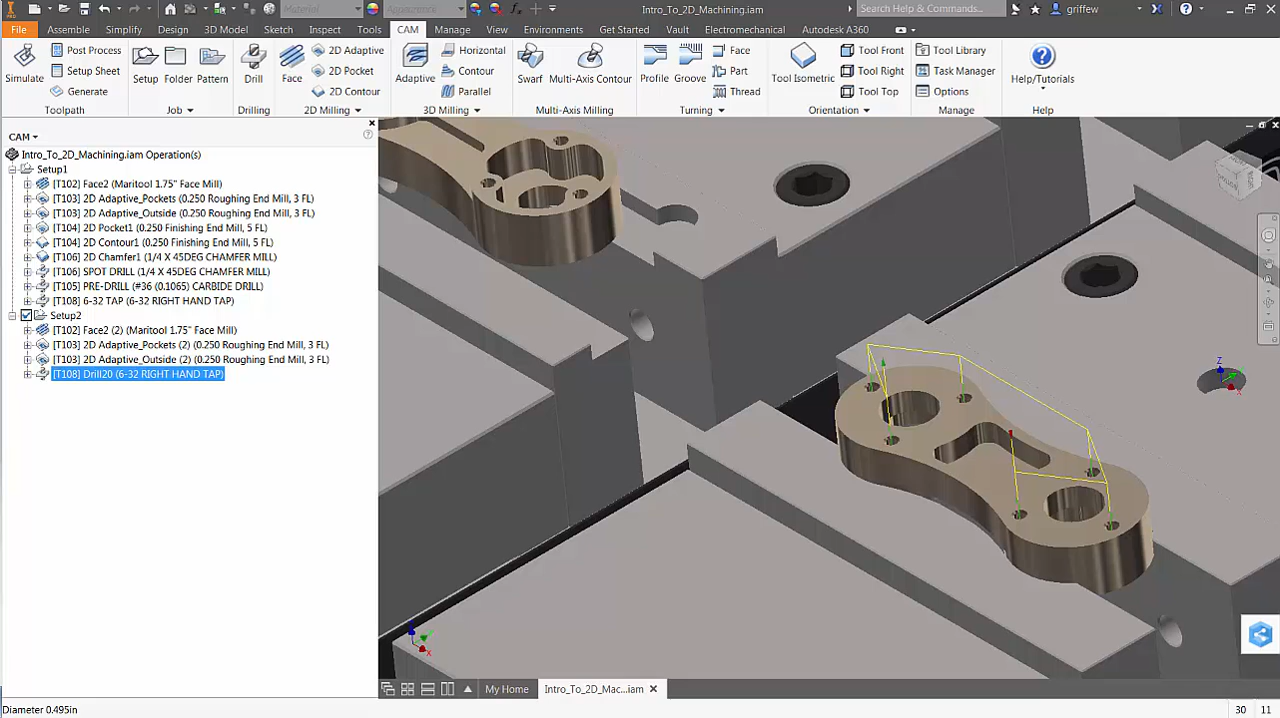 Material
Appearance
Intro_To_2D_Machining.iam
Search Help & Commands...
griffew
File Assemble Simplify Design 3D Model Sketch Inspect Tools CAM Manage View Environments Get Started Vault Electromechanical Autodesk A360
Simulate
Post Process
Setup Sheet
Generate
Toolpath
Setup Folder Pattern
Job
Drill
Drilling
Face
2D Adaptive
2D Pocket
2D Contour
2D Milling
Adaptive
Horizontal
Contour
Parallel
3D Milling
Swarf Multi-Axis Contour
Multi-Axis Milling
Profile Groove
Face
Part
Thread
Turning
Tool Isometric
Tool Front
Tool Right
Tool Top
Orientation
Tool Library
Task Manager
Options
Manage
Help/Tutorials
Help
CAM
Intro_To_2D_Machining.iam Operation(s)
Setup1
[T102] Face2 (Maritool 1.75" Face Mill)
[T103] 2D Adaptive_Pockets (0.250 Roughing End Mill, 3 FL)
[T103] 2D Adaptive_Outside (0.250 Roughing End Mill, 3 FL)
[T104] 2D Pocket1 (0.250 Finishing End Mill, 5 FL)
[T104] 2D Contour1 (0.250 Finishing End Mill, 5 FL)
[T106] 2D Chamfer1 (1/4 X 45DEG CHAMFER MILL)
[T106] SPOT DRILL (1/4 X 45DEG CHAMFER MILL)
[T105] PRE-DRILL (#36 (0.1065) CARBIDE DRILL)
[T108] 6-32 TAP (6-32 RIGHT HAND TAP)
Setup2
[T102] Face2 (2) (Maritool 1.75" Face Mill)
[T103] 2D Adaptive_Pockets (2) (0.250 Roughing End Mill, 3 FL)
[T103] 2D Adaptive_Outside (2) (0.250 Roughing End Mill, 3 FL)
[T108] Drill20 (6-32 RIGHT HAND TAP)
Z
X
X
My Home
Intro_To_2D_Mac...iam
Diameter 0.495in
30 11